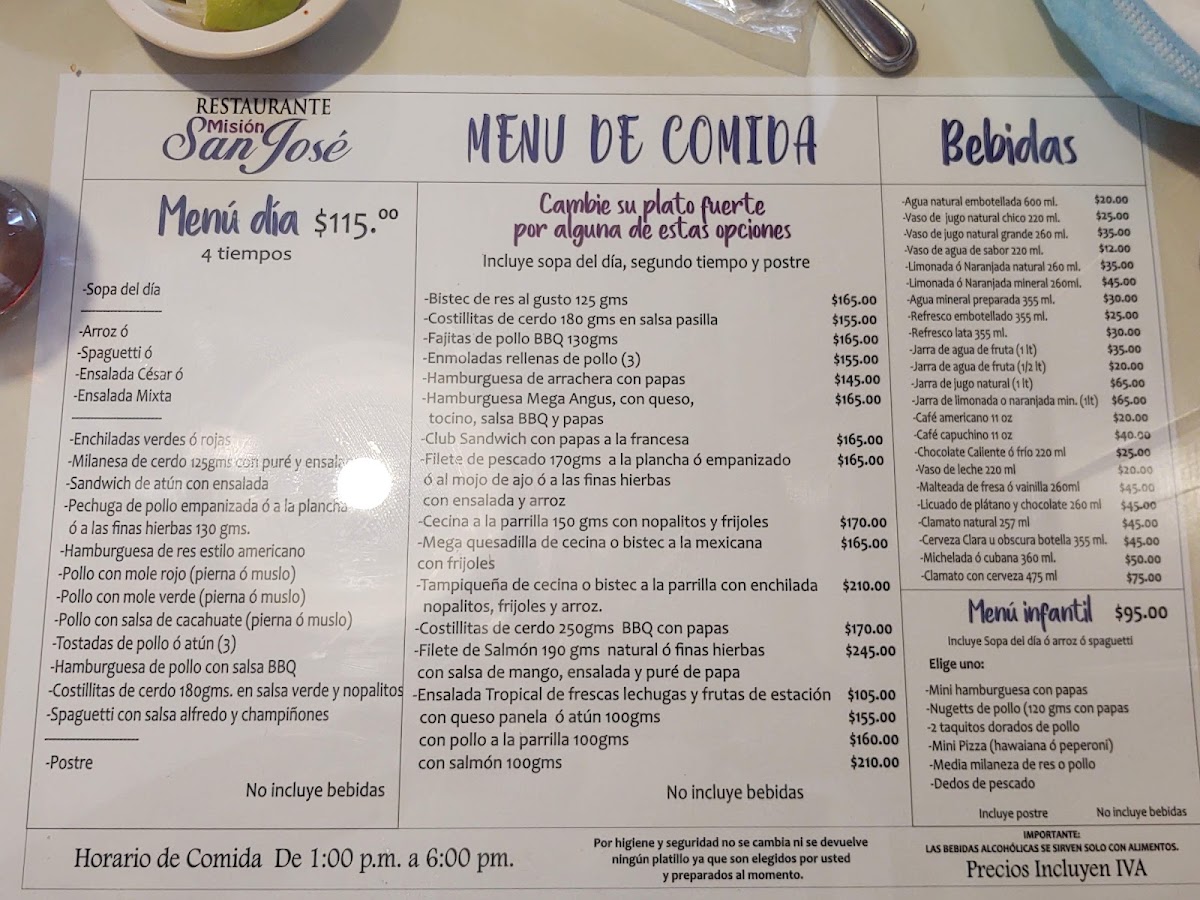 RESTAURANTE
Misión
San José
MENU DE COMIDA
Bebidas
Menú día $115.⁰⁰
4 tiempos
-Sopa del día
-Arroz ó
-Spaguetti ó
-Ensalada César ó
-Ensalada Mixta
-Enchiladas verdes ó rojas
-Milanesa de cerdo 125gms con puré y
-Sandwich de atún con ensalada
-Pechuga de pollo empanizada ó a la plancha
ó a las finas hierbas 130 gms.
-Hamburguesa de res estilo americano
-Pollo con mole rojo (pierna ó muslo)
-Pollo con mole verde (pierna ó muslo)
-Pollo con salsa de cacahuate (pierna ó muslo)
-Tostadas de pollo ó atún (3)
-Hamburguesa de pollo con salsa BBQ
-Costillitas de cerdo 180gms. en salsa verde y nopalitos
-Spaguetti con salsa alfredo y champiñones
-Postre
No incluye bebidas
Cambie su plato fuerte
por alguna de estas opciones
Incluye sopa del día, segundo tiempo y postre
-Bistec de res al gusto 125 gms $165.00
-Costillitas de cerdo 180 gms en salsa pasilla $155.00
-Fajitas de pollo BBQ 130gms $165.00
-Enmoladas rellenas de pollo (3) $155.00
-Hamburguesa de arrachera con papas $145.00
-Hamburguesa Mega Angus, con queso, $165.00
tocino, salsa BBQ y papas
-Club Sandwich con papas a la francesa $165.00
-Filete de pescado 170gms a la plancha ó empanizado $165.00
ó al mojo de ajo ó a las finas hierbas
con ensalada y arroz
-Cecina a la parrilla 150 gms con nopalitos y frijoles $170.00
-Mega quesadilla de cecina o bistec a la mexicana $165.00
con frijoles
-Tampiqueña de cecina o bistec a la parrilla con enchilada $210.00
nopalitos, frijoles y arroz.
-Costillitas de cerdo 250gms BBQ con papas $170.00
-Filete de Salmón 190 gms natural ó finas hierbas $245.00
con salsa de mango, ensalada y puré de papa
-Ensalada Tropical de frescas lechugas y frutas de estación $105.00
con queso panela ó atún 100gms $155.00
con pollo a la parrilla 100gms $160.00
con salmón 100gms $210.00
No incluye bebidas
-Agua natural embotellada 600 ml. $20.00
-Vaso de jugo natural chico 220 ml. $25.00
-Vaso de jugo natural grande 260 ml. $35.00
-Vaso de agua de sabor 220 ml. $12.00
-Limonada ó Naranjada natural 260 ml. $35.00
-Limonada ó Naranjada mineral 260ml. $45.00
-Agua mineral preparada 355 ml. $30.00
-Refresco embotellado 355 ml. $25.00
-Refresco lata 355 ml. $30.00
-Jarra de agua de fruta (1 lt) $35.00
-Jarra de agua de fruta (1/2 lt) $20.00
-Jarra de jugo natural (1 lt) $65.00
-Jarra de limonada o naranjada min. (1lt) $65.00
-Café americano 11 oz $20.00
-Café capuchino 11 oz $40.00
-Chocolate Caliente ó frío 220 ml $25.00
-Vaso de leche 220 ml $20.00
-Malteada de fresa ó vainilla 260ml $45.00
-Licuado de plátano y chocolate 260 ml $45.00
-Clamato natural 257 ml $45.00
-Cerveza Clara u obscura botella 355 ml. $45.00
-Michelada ó cubana 360 ml. $50.00
-Clamato con cerveza 475 ml $75.00
Menú infantil $95.00
Incluye Sopa del día ó arroz ó spaguetti
Elige uno:
-Mini hamburguesa con papas
-Nugetts de pollo (120 gms con papas
-2 taquitos dorados de pollo
-Mini Pizza (hawaiana ó peperoni)
-Media milaneza de res o pollo
-Dedos de pescado
Incluye postre No incluye bebidas
Horario de Comida De 1:00 p.m. a 6:00 pm.
Por higiene y seguridad no se cambia ni se devuelve
ningún platillo ya que son elegidos por usted
y preparados al momento.
IMPORTANTE:
LAS BEBIDAS ALCOHÓLICAS SE SIRVEN SOLO CON ALIMENTOS.
Precios Incluyen IVA